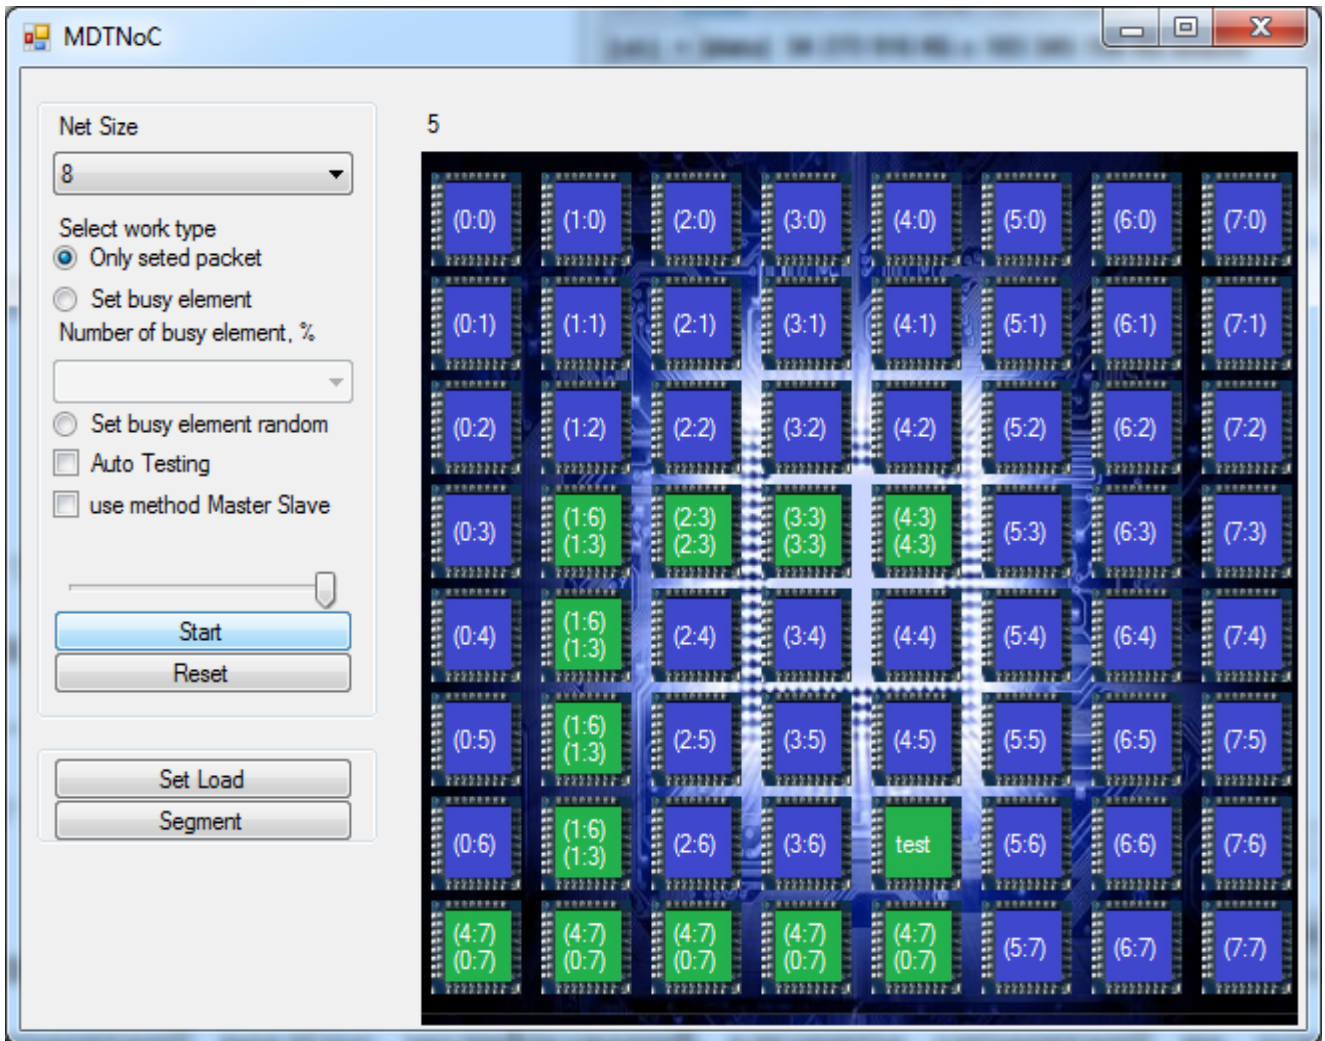 MDTNoC
Net Size
8
Select work type
Only seted packet
Set busy element
Number of busy element, %
Set busy element random
Auto Testing
use method Master Slave
Start
Reset
Set Load
Segment
5
(0:0) (1:0) (2:0) (3:0) (4:0) (5:0) (6:0) (7:0)
(0:1) (1:1) (2:1) (3:1) (4:1) (5:1) (6:1) (7:1)
(0:2) (1:2) (2:2) (3:2) (4:2) (5:2) (6:2) (7:2)
(0:3) (1:6) (2:3) (3:3) (4:3) (5:3) (6:3) (7:3)
(1:3) (2:3) (3:3) (4:3)
(0:4) (1:6) (2:4) (3:4) (4:4) (5:4) (6:4) (7:4)
(1:3)
(0:5) (1:6) (2:5) (3:5) (4:5) (5:5) (6:5) (7:5)
(1:3)
(0:6) (1:6) (2:6) (3:6) test (5:6) (6:6) (7:6)
(1:3)
(4:7) (4:7) (4:7) (4:7) (4:7) (5:7) (6:7) (7:7)
(0:7) (0:7) (0:7) (0:7) (0:7)